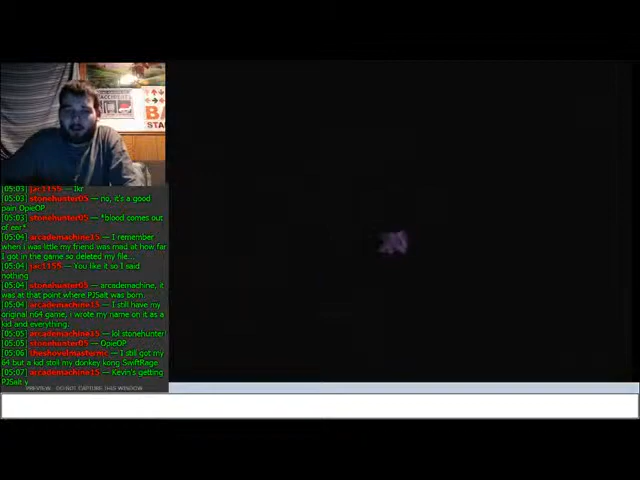 ACCIDENT
BA
STA
[05:03] jac1155 — Ikr
[05:03] stonehunter05 — no, it's a good
pain OpieOP
[05:03] stonehunter05 — *blood comes out
of ear*
[05:04] arcademachine15 — I remember
when i was little my friend was mad at how far
I got in the game so deleted my file...
[05:04] jac1155 — You like it so I said
nothing
[05:04] stonehunter05 — arcademachine, it
was at that point where PJSalt was born.
[05:04] arcademachine15 — I still have my
original n64 game, i wrote my name on it as a
kid and everything.
[05:05] arcademachine15 — lol stonehunter
[05:05] stonehunter05 — OpieOP
[05:06] theshovelmastermc — I still got my
64 but a kid stoll my donkey kong SwiftRage
[05:07] arcademachine15 — Kevin's getting
PJSalt y
PREVIEW - DO NOT CAPTURE THIS WINDOW